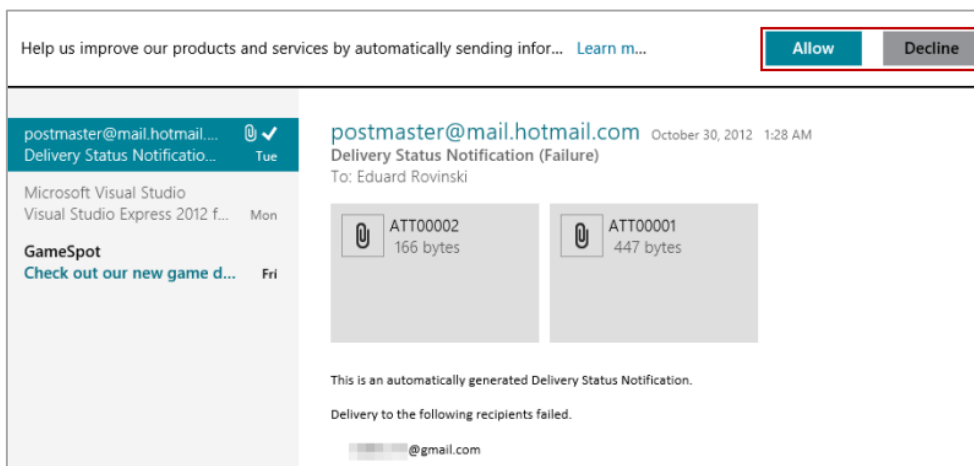 Help us improve our products and services by automatically sending infor... Learn m... Allow Decline
postmaster@mail.hotmail....
Delivery Status Notificatio... Tue
Microsoft Visual Studio
Visual Studio Express 2012 f... Mon
GameSpot
Check out our new game d... Fri
postmaster@mail.hotmail.com October 30, 2012 1:28 AM
Delivery Status Notification (Failure)
To: Eduard Rovinski
ATT00002
166 bytes
ATT00001
447 bytes
This is an automatically generated Delivery Status Notification.
Delivery to the following recipients failed.
@gmail.com